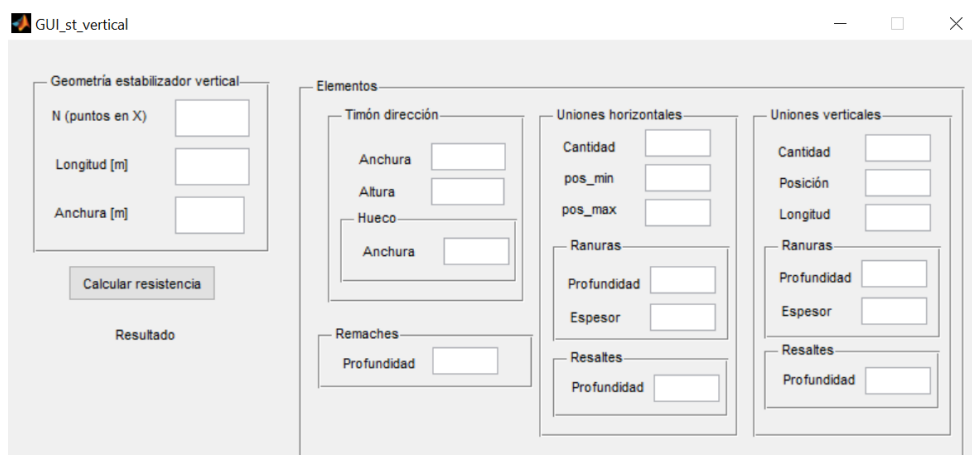 GUI_st_vertical
Geometría estabilizador vertical
N (puntos en X)
Longitud [m]
Anchura [m]
Calcular resistencia
Resultado
Elementos
Timón dirección
Anchura
Altura
Hueco
Anchura
Remaches
Profundidad
Uniones horizontales
Cantidad
pos_min
pos_max
Ranuras
Profundidad
Espesor
Resaltes
Profundidad
Uniones verticales
Cantidad
Posición
Longitud
Ranuras
Profundidad
Espesor
Resaltes
Profundidad